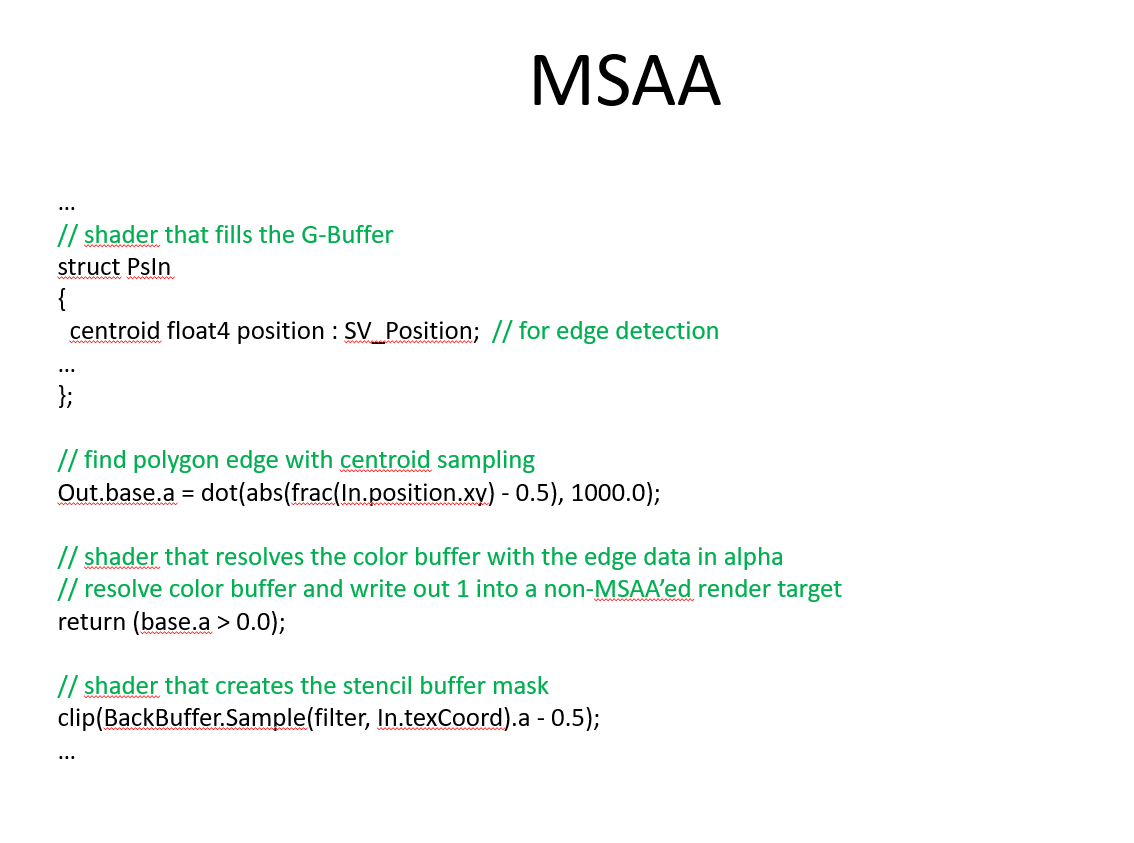 MSAA
…
// shader that fills the G-Buffer
struct PsIn
{
centroid float4 position : SV_Position;  // for edge detection
…
};
// find polygon edge with centroid sampling
Out.base.a = dot(abs(frac(In.position.xy) - 0.5), 1000.0);
// shader that resolves the color buffer with the edge data in alpha
// resolve color buffer and write out 1 into a non-MSAA’ed render target
return (base.a > 0.0);
// shader that creates the stencil buffer mask
clip(BackBuffer.Sample(filter, In.texCoord).a - 0.5);
…